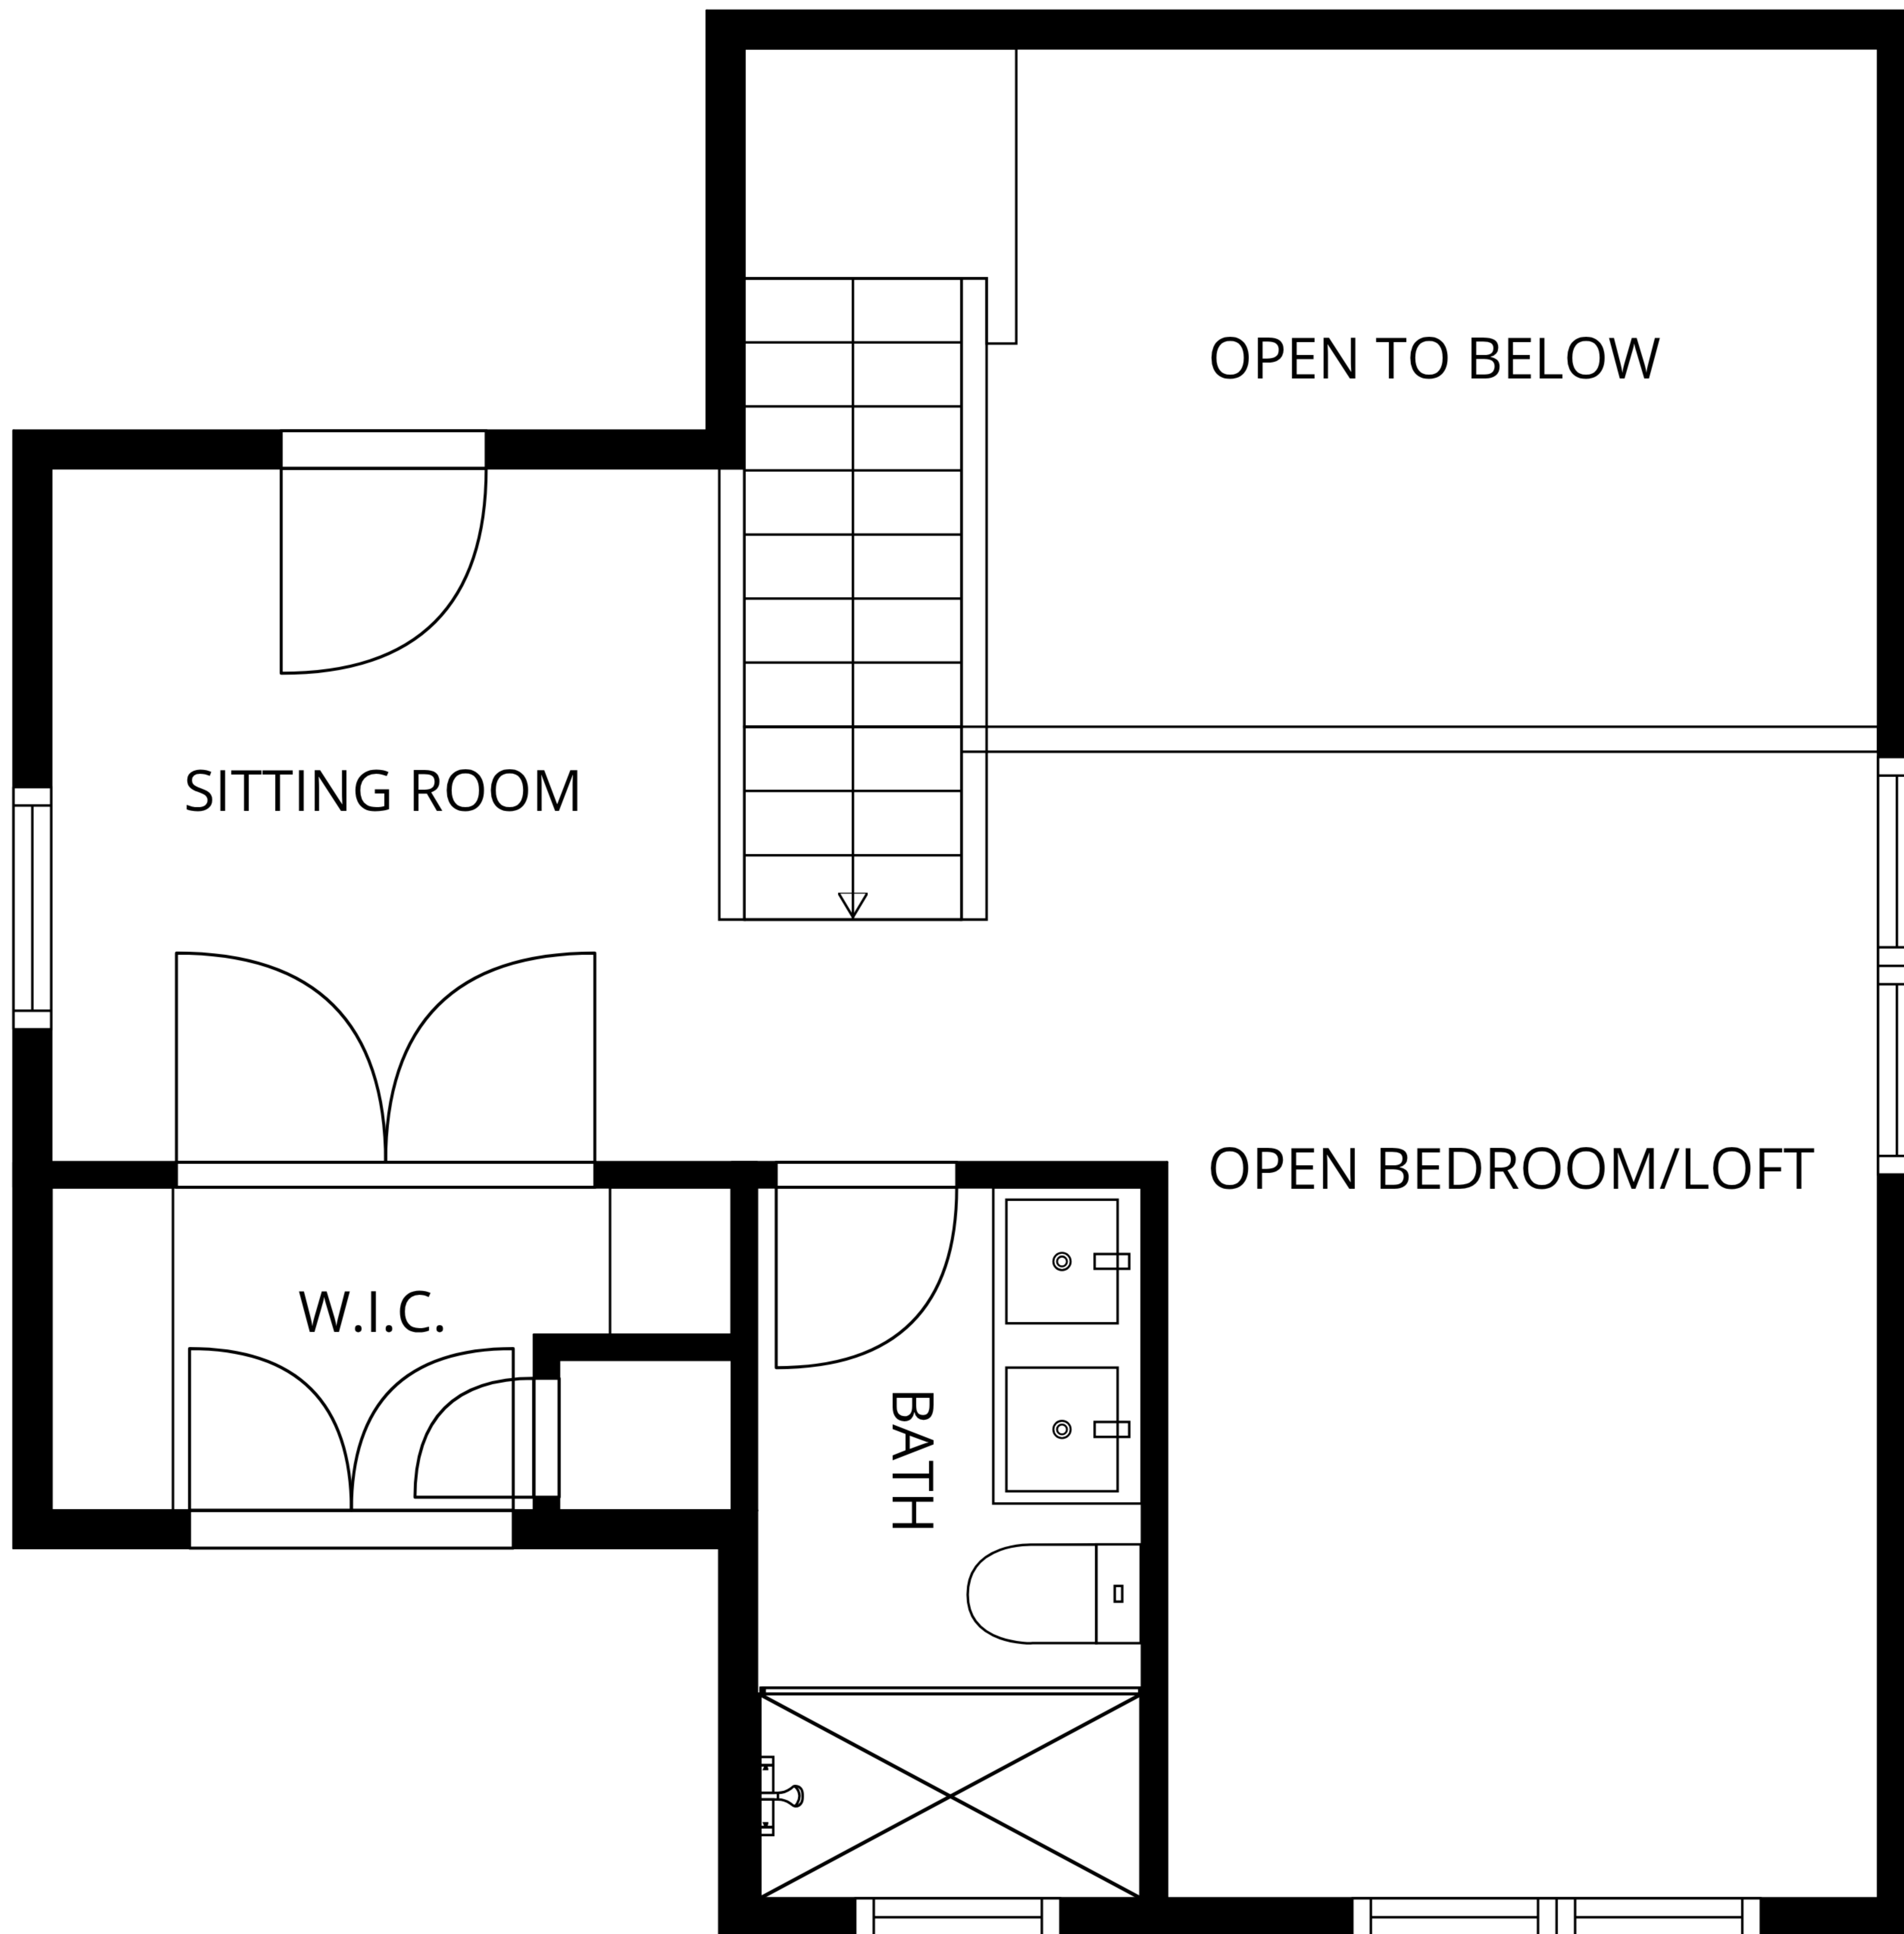 OPEN TO BELOW
SITTING ROOM
OPEN BEDROOM/LOFT
W.I.C.
BATH